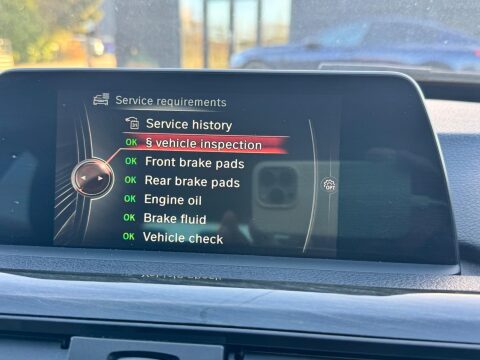 Service requirements
Service history
OK § vehicle inspection
OK Front brake pads
OK Rear brake pads
OK Engine oil
OK Brake fluid
OK Vehicle check
OPT